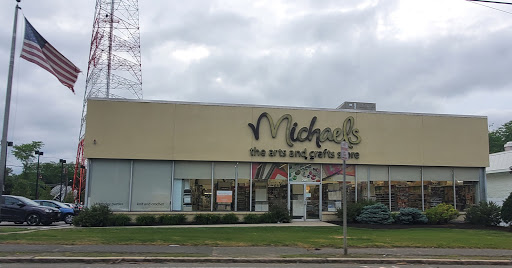 Michaels
the arts and crafts store